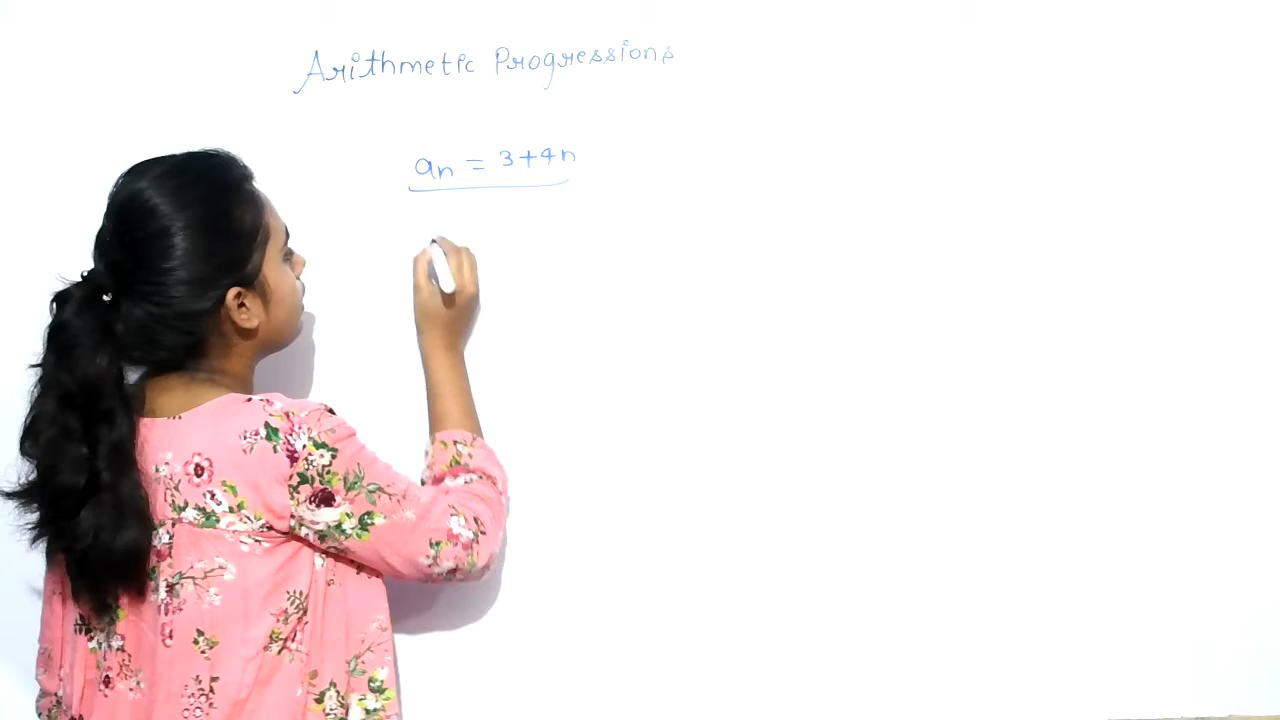 Arithmetic Progressions
an = 3+4n